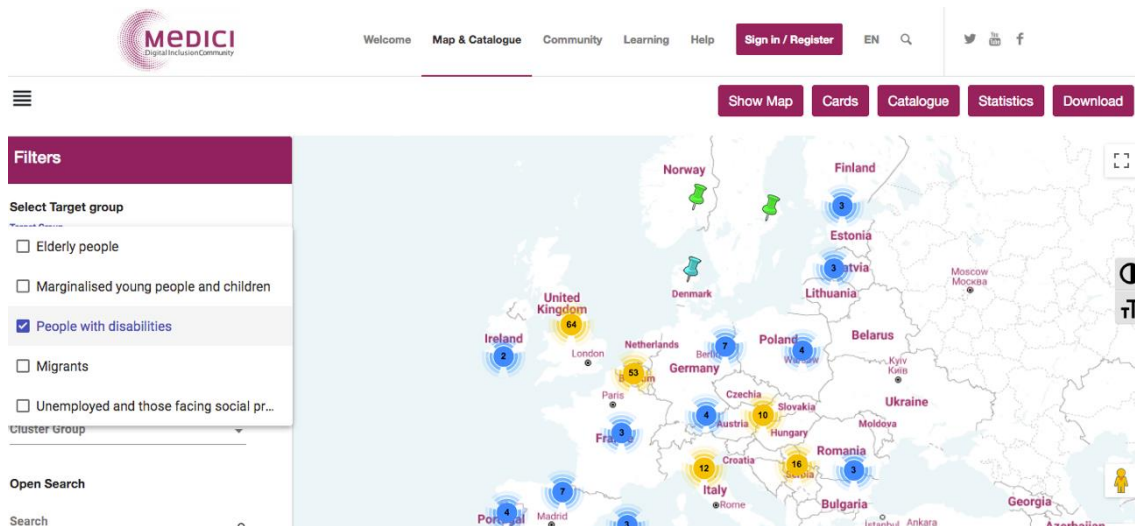 MEDICI
Digital Inclusion Community
Welcome Map & Catalogue Community Learning Help Sign in / Register EN
Show Map Cards Catalogue Statistics Download
Filters
Select Target group
Target Group
Elderly people
Marginalised young people and children
People with disabilities
Migrants
Unemployed and those facing social pr...
Cluster Group
Open Search
Search
Norway
Finland
3
Estonia
3
Moscow
Москва
Denmark
Lithuania
United
Kingdom
64
Ireland
2
London
Netherlands
7
Poland
4
Belarus
Germany
53
Kyiv
Київ
Paris
Czechia
Slovakia
Ukraine
4
Austria
10
Hungary
Moldova
3
Romania
Croatia
12
16
Serbia
3
Italy
Rome
Bulgaria
Georgia
7
4
Madrid
3
Istanbul
Ankara